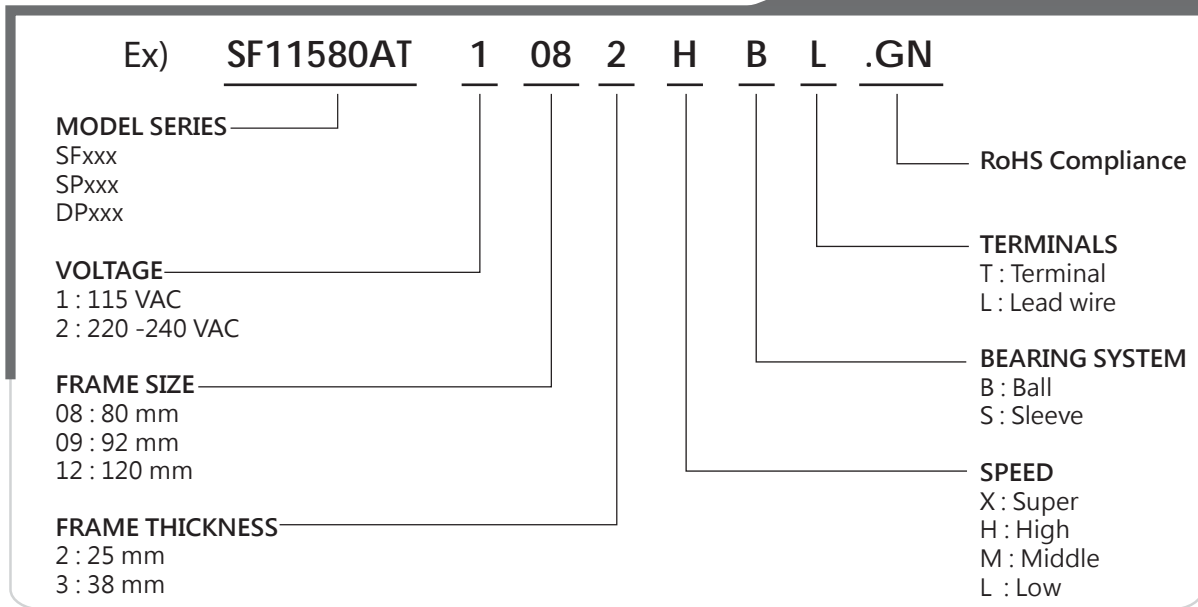 Ex) SF11580AT 1 08 2 H B L .GN
MODEL SERIES
SFxxx
SPxxx
DPxxx
VOLTAGE
1 : 115 VAC
2 : 220 -240 VAC
FRAME SIZE
08 : 80 mm
09 : 92 mm
12 : 120 mm
FRAME THICKNESS
2 : 25 mm
3 : 38 mm
RoHS Compliance
TERMINALS
T : Terminal
L : Lead wire
BEARING SYSTEM
B : Ball
S : Sleeve
SPEED
X : Super
H : High
M : Middle
L : Low